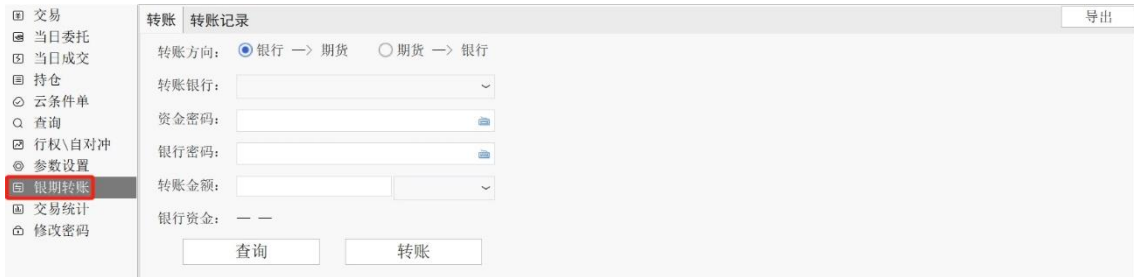 交易
当日委托
当日成交
持仓
云条件单
查询
行权\自对冲
参数设置
银期转账
交易统计
修改密码
转账 转账记录 导出
转账方向： 银行 —> 期货 期货 —> 银行
转账银行：
资金密码：
银行密码：
转账金额：
银行资金： — —
查询 转账